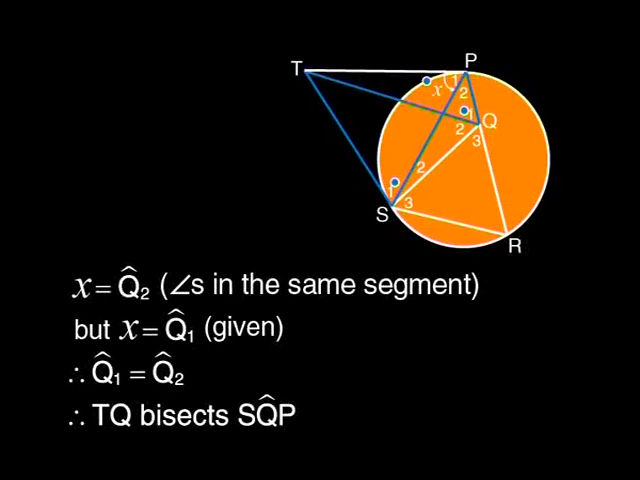 T
P
x
1
2
1
Q
2
3
2
1
3
S
R
x = Q̂₂ (∠s in the same segment)
but x = Q̂₁ (given)
∴ Q̂₁ = Q̂₂
∴ TQ bisects SQ̂P